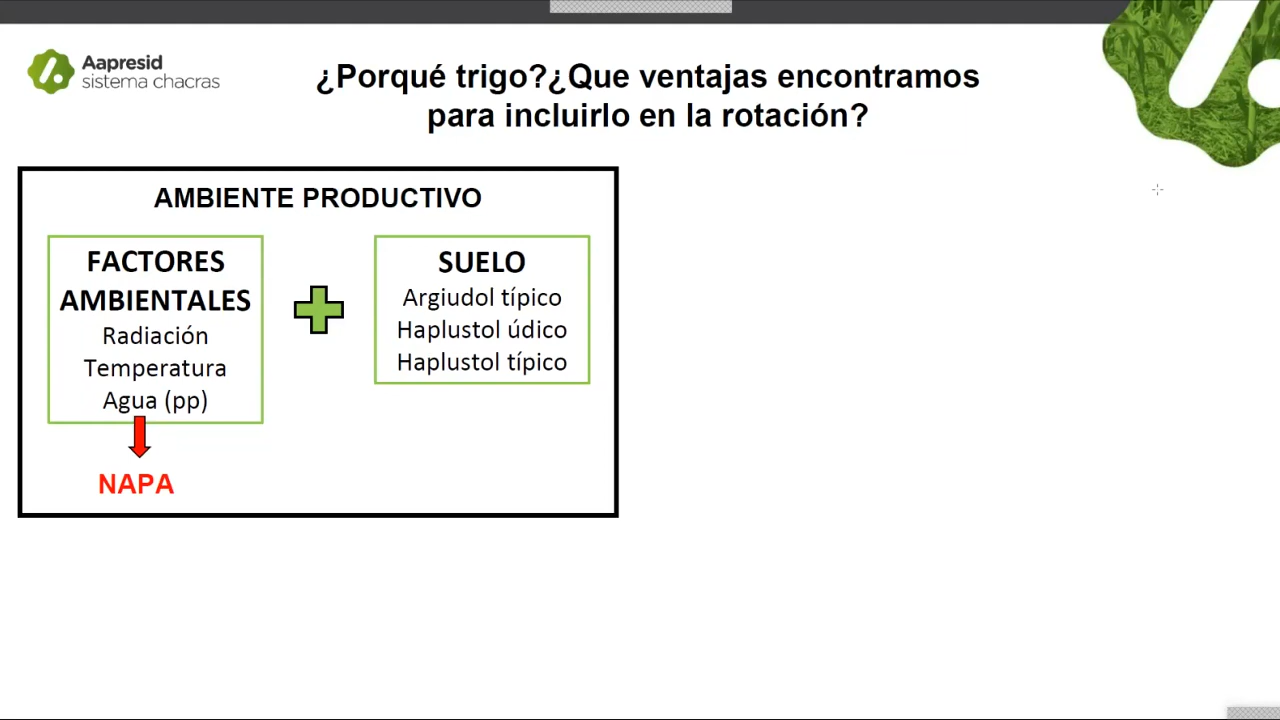 Aapresid
sistema chacras
¿Porqué trigo?¿Que ventajas encontramos
para incluirlo en la rotación?
AMBIENTE PRODUCTIVO
FACTORES
AMBIENTALES
Radiación
Temperatura
Agua (pp)
NAPA
SUELO
Argiudol típico
Haplustol údico
Haplustol típico